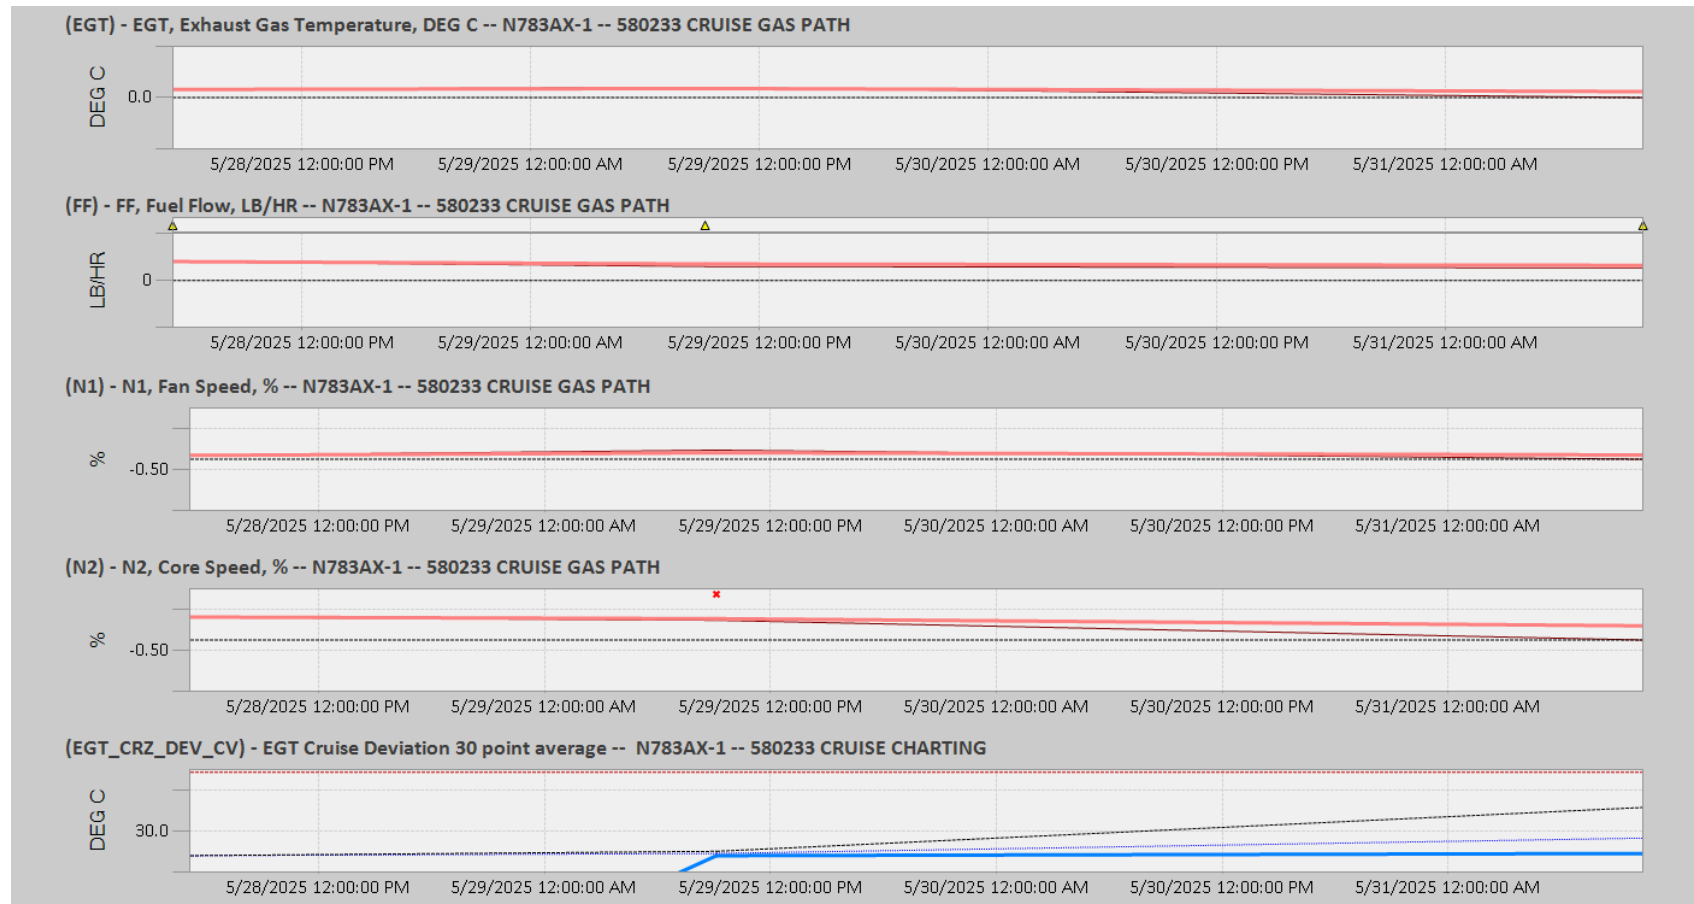 (EGT) - EGT, Exhaust Gas Temperature, DEG C -- N783AX-1 -- 580233 CRUISE GAS PATH
DEG C
0.0
5/28/2025 12:00:00 PM 5/29/2025 12:00:00 AM 5/29/2025 12:00:00 PM 5/30/2025 12:00:00 AM 5/30/2025 12:00:00 PM 5/31/2025 12:00:00 AM
(FF) - FF, Fuel Flow, LB/HR -- N783AX-1 -- 580233 CRUISE GAS PATH
LB/HR
0
5/28/2025 12:00:00 PM 5/29/2025 12:00:00 AM 5/29/2025 12:00:00 PM 5/30/2025 12:00:00 AM 5/30/2025 12:00:00 PM 5/31/2025 12:00:00 AM
(N1) - N1, Fan Speed, % -- N783AX-1 -- 580233 CRUISE GAS PATH
%
-0.50
5/28/2025 12:00:00 PM 5/29/2025 12:00:00 AM 5/29/2025 12:00:00 PM 5/30/2025 12:00:00 AM 5/30/2025 12:00:00 PM 5/31/2025 12:00:00 AM
(N2) - N2, Core Speed, % -- N783AX-1 -- 580233 CRUISE GAS PATH
%
-0.50
5/28/2025 12:00:00 PM 5/29/2025 12:00:00 AM 5/29/2025 12:00:00 PM 5/30/2025 12:00:00 AM 5/30/2025 12:00:00 PM 5/31/2025 12:00:00 AM
(EGT_CRZ_DEV_CV) - EGT Cruise Deviation 30 point average -- N783AX-1 -- 580233 CRUISE CHARTING
DEG C
30.0
5/28/2025 12:00:00 PM 5/29/2025 12:00:00 AM 5/29/2025 12:00:00 PM 5/30/2025 12:00:00 AM 5/30/2025 12:00:00 PM 5/31/2025 12:00:00 AM